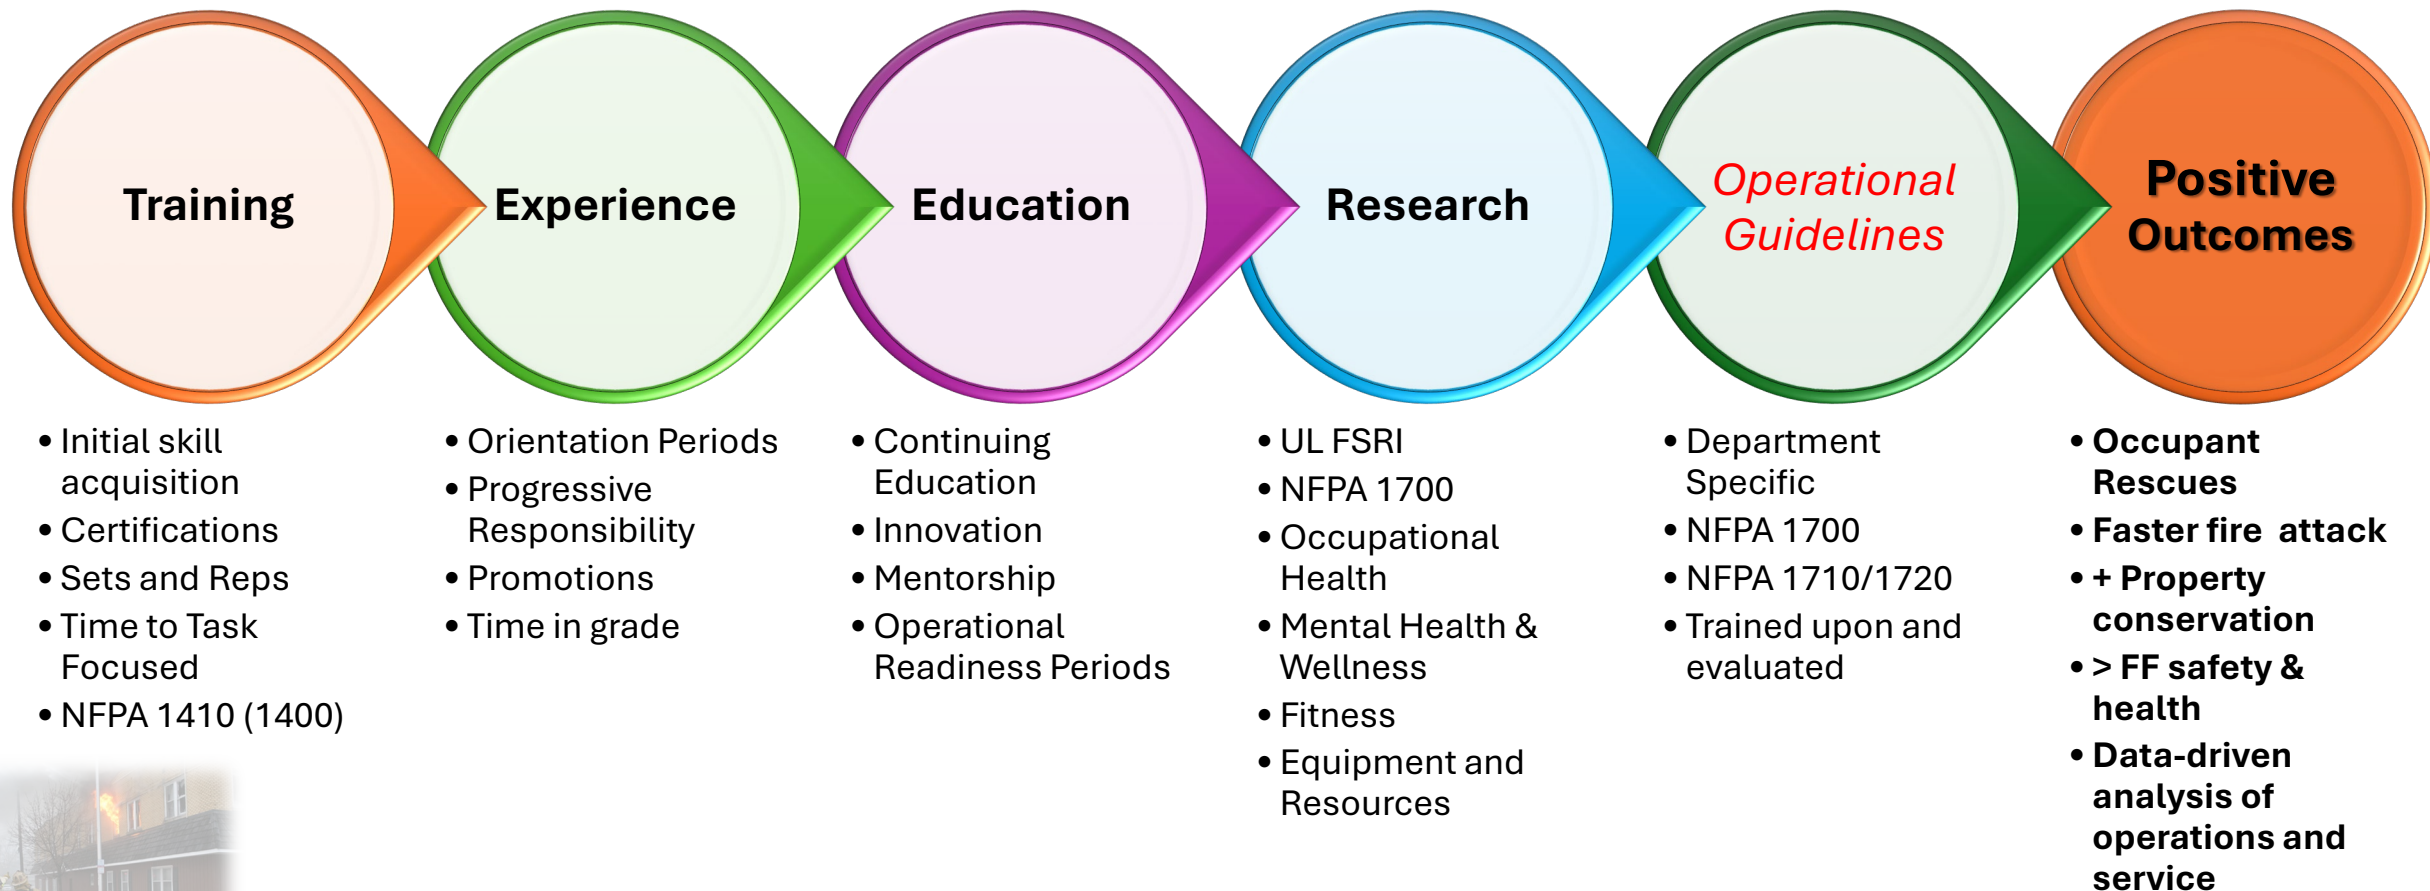 Training
Experience
Education
Research
Operational
Guidelines
Positive
Outcomes
• Initial skill
acquisition
• Certifications
• Sets and Reps
• Time to Task
Focused
• NFPA 1410 (1400)
• Orientation Periods
• Progressive
Responsibility
• Promotions
• Time in grade
• Continuing
Education
• Innovation
• Mentorship
• Operational
Readiness Periods
• UL FSRI
• NFPA 1700
• Occupational
Health
• Mental Health &
Wellness
• Fitness
• Equipment and
Resources
• Department
Specific
• NFPA 1700
• NFPA 1710/1720
• Trained upon and
evaluated
• Occupant
Rescues
• Faster fire attack
• + Property
conservation
• > FF safety &
health
• Data-driven
analysis of
operations and
service